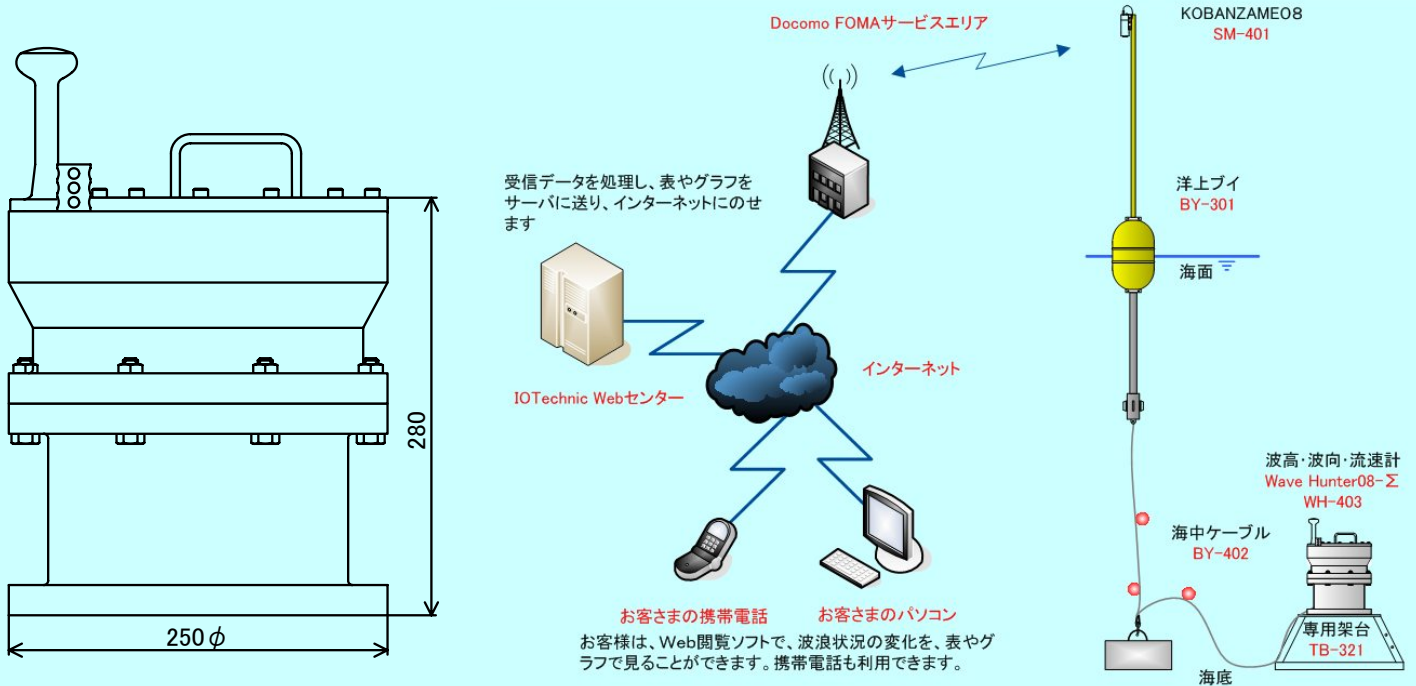 280
250φ
Docomo FOMAサービスエリア
受信データを処理し、表やグラフを
サーバに送り、インターネットにのせ
ます
IOTechnic Webセンター
インターネット
お客さまの携帯電話
お客さまのパソコン
お客様は、Web閲覧ソフトで、波浪状況の変化を、表やグ
ラフで見ることができます。携帯電話も利用できます。
KOBANZAME08
SM-401
洋上ブイ
BY-301
海面
波高・波向・流速計
Wave Hunter08-Σ
WH-403
海中ケーブル
BY-402
専用架台
TB-321
海底